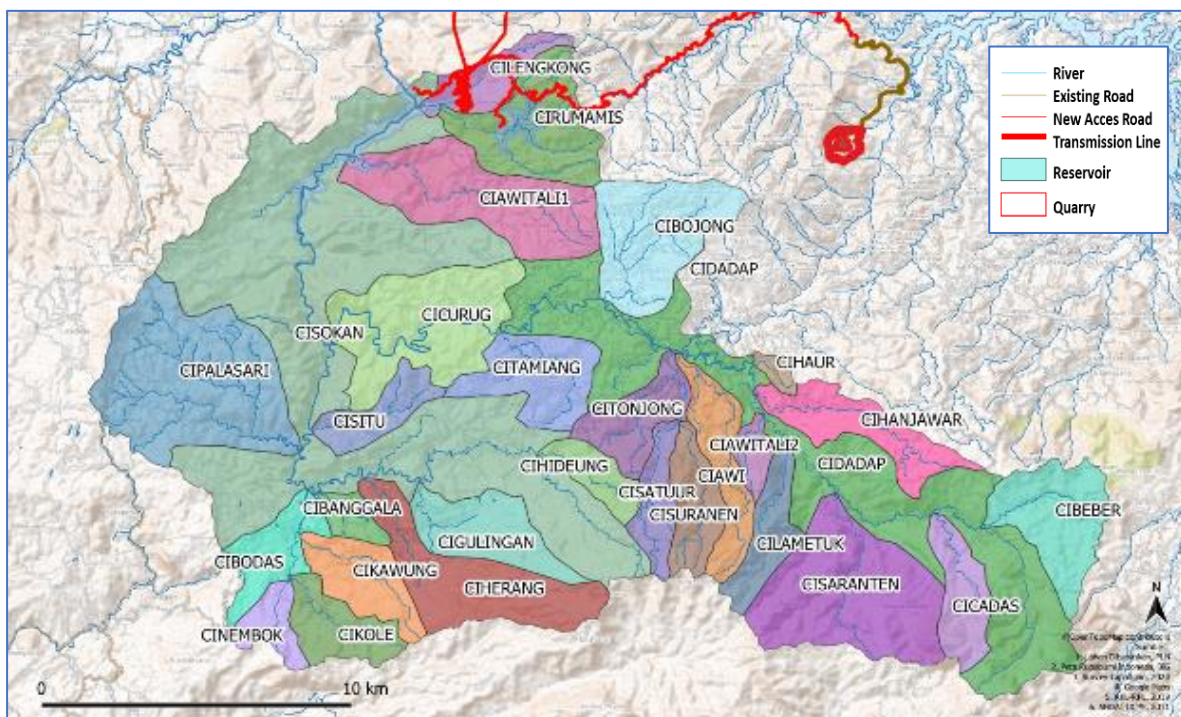 CILENGKONG
CIRUMAMIS
CIAWITALI1
CIBOJONG
CIDADAP
CICURUG
CISOKAN
CIPALASARI
CITAMIANG
CIHAUR
CISITU
CITONJONG
CIHANJAWAR
CIAWITALI2
CIDADAP
CIHIDEUNG
CIAWI
CISATUUR
CIBANGGALA
CISURANEN
CIBEBER
CIGULINGAN
CILAMETUK
CIBODAS
CIKAWUNG
CIHERANG
CISARANTEN
CICADAS
CINEMBOK
CIKOLE
River
Existing Road
New Acces Road
Transmission Line
Reservoir
Quarry
N
0 10 km